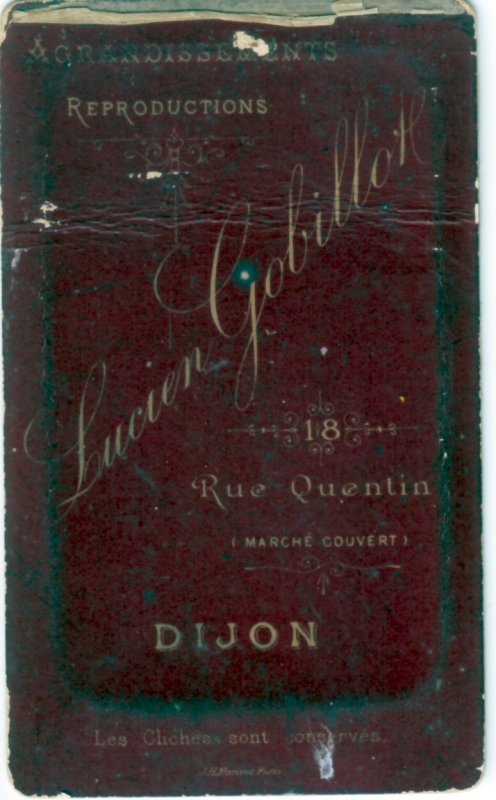 AGRANDISSEMENTS
REPRODUCTIONS
Lucien Gobillot
18
Rue Quentin
(MARCHÉ COUVERT)
DIJON
Les Clichés sont conservés.